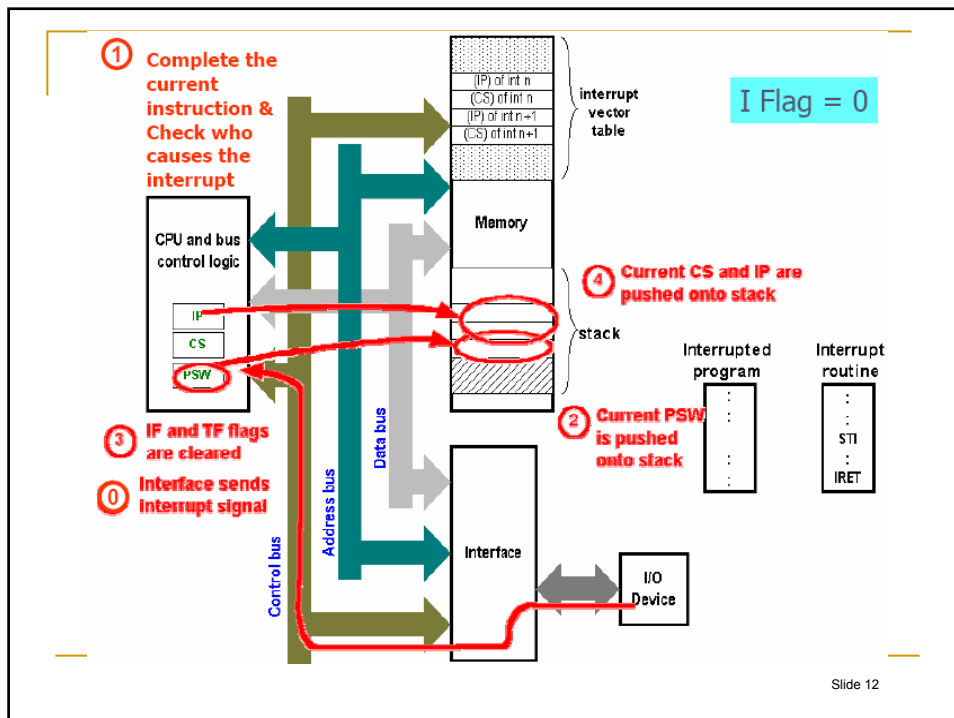 1
Complete the
current
instruction &
Check who
causes the
interrupt
(IP) of int n
(CS) of int n
(IP) of int n+1
(CS) of int n+1
interrupt
vector
table
I Flag = 0
CPU and bus
control logic
IP
CS
PSW
Memory
4
Current CS and IP are
pushed onto stack
stack
2
Current PSW
is pushed
onto stack
3
IF and TF flags
are cleared
0
Interface sends
Interrupt signal
Interrupted
program
:
:
:
:
Interrupt
routine
:
:
STI
:
IRET
Control bus
Address bus
Data bus
Interface
I/O
Device
Slide 12